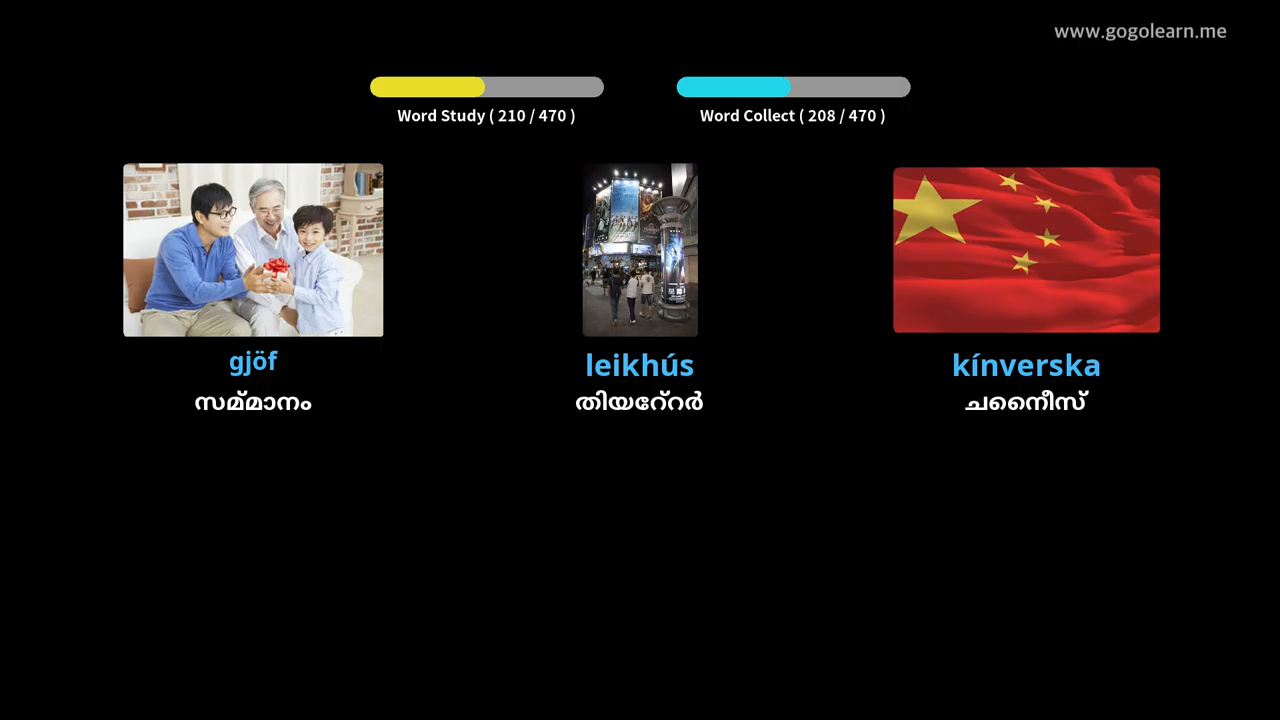 www.gogolearn.me
Word Study ( 210 / 470 )
Word Collect ( 208 / 470 )
gjöf
leikhús
kínverska
സമ്മാനം
തിയറ്റേർ
ചൈനീസ്